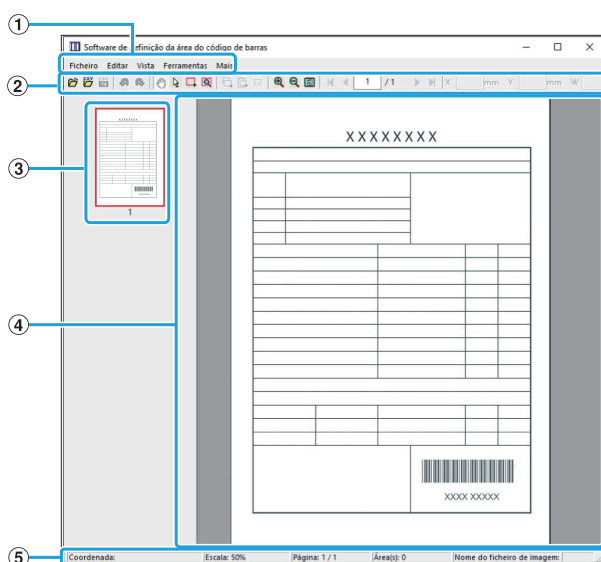 1
Software de definição da área do código de barras
Ficheiro Editar Vista Ferramentas Mais
2
CSV
1 / 1 X mm Y mm W
3
XXXXXXXX
1
XXXXXXXX
4
XXXX XXXXX
5
Coordenada: Escala: 50% Página: 1 / 1 Área(s): 0 Nome do ficheiro de imagem: